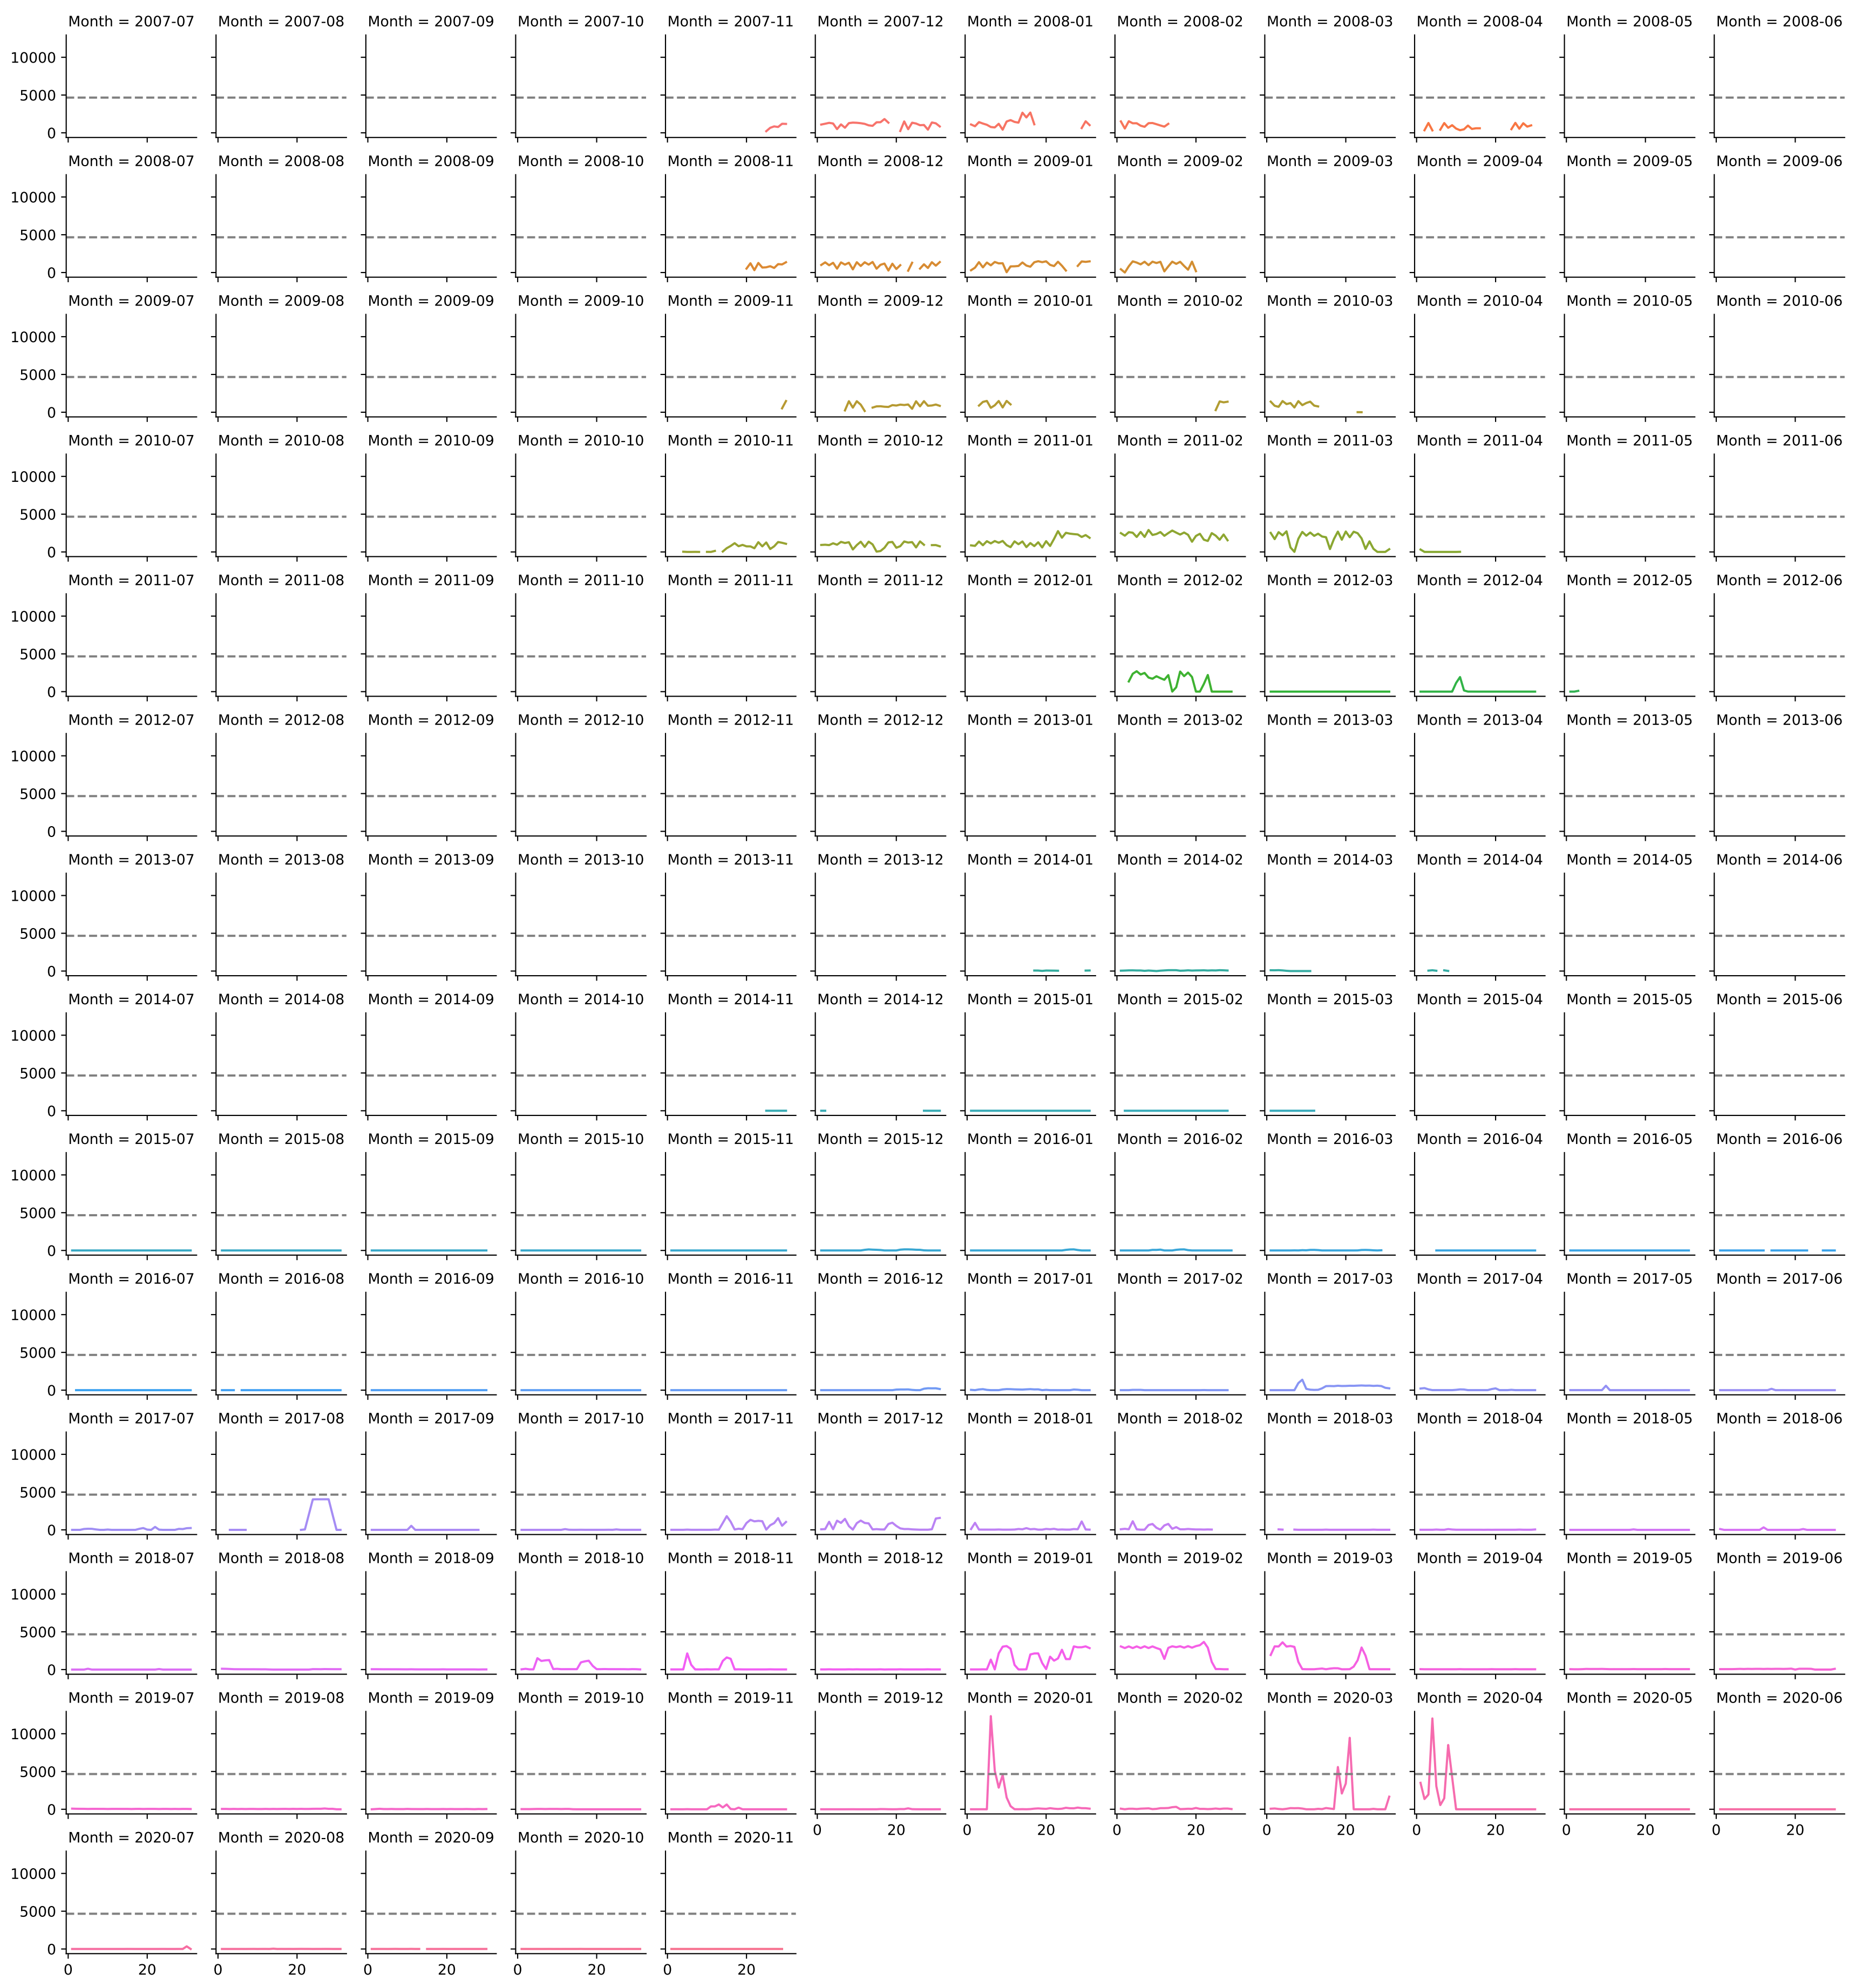 Month = 2007-07 Month = 2007-08 Month = 2007-09 Month = 2007-10 Month = 2007-11 Month = 2007-12 Month = 2008-01 Month = 2008-02 Month = 2008-03 Month = 2008-04 Month = 2008-05 Month = 2008-06
10000
5000
0
Month = 2008-07 Month = 2008-08 Month = 2008-09 Month = 2008-10 Month = 2008-11 Month = 2008-12 Month = 2009-01 Month = 2009-02 Month = 2009-03 Month = 2009-04 Month = 2009-05 Month = 2009-06
10000
5000
0
Month = 2009-07 Month = 2009-08 Month = 2009-09 Month = 2009-10 Month = 2009-11 Month = 2009-12 Month = 2010-01 Month = 2010-02 Month = 2010-03 Month = 2010-04 Month = 2010-05 Month = 2010-06
10000
5000
0
Month = 2010-07 Month = 2010-08 Month = 2010-09 Month = 2010-10 Month = 2010-11 Month = 2010-12 Month = 2011-01 Month = 2011-02 Month = 2011-03 Month = 2011-04 Month = 2011-05 Month = 2011-06
10000
5000
0
Month = 2011-07 Month = 2011-08 Month = 2011-09 Month = 2011-10 Month = 2011-11 Month = 2011-12 Month = 2012-01 Month = 2012-02 Month = 2012-03 Month = 2012-04 Month = 2012-05 Month = 2012-06
10000
5000
0
Month = 2012-07 Month = 2012-08 Month = 2012-09 Month = 2012-10 Month = 2012-11 Month = 2012-12 Month = 2013-01 Month = 2013-02 Month = 2013-03 Month = 2013-04 Month = 2013-05 Month = 2013-06
10000
5000
0
Month = 2013-07 Month = 2013-08 Month = 2013-09 Month = 2013-10 Month = 2013-11 Month = 2013-12 Month = 2014-01 Month = 2014-02 Month = 2014-03 Month = 2014-04 Month = 2014-05 Month = 2014-06
10000
5000
0
Month = 2014-07 Month = 2014-08 Month = 2014-09 Month = 2014-10 Month = 2014-11 Month = 2014-12 Month = 2015-01 Month = 2015-02 Month = 2015-03 Month = 2015-04 Month = 2015-05 Month = 2015-06
10000
5000
0
Month = 2015-07 Month = 2015-08 Month = 2015-09 Month = 2015-10 Month = 2015-11 Month = 2015-12 Month = 2016-01 Month = 2016-02 Month = 2016-03 Month = 2016-04 Month = 2016-05 Month = 2016-06
10000
5000
0
Month = 2016-07 Month = 2016-08 Month = 2016-09 Month = 2016-10 Month = 2016-11 Month = 2016-12 Month = 2017-01 Month = 2017-02 Month = 2017-03 Month = 2017-04 Month = 2017-05 Month = 2017-06
10000
5000
0
Month = 2017-07 Month = 2017-08 Month = 2017-09 Month = 2017-10 Month = 2017-11 Month = 2017-12 Month = 2018-01 Month = 2018-02 Month = 2018-03 Month = 2018-04 Month = 2018-05 Month = 2018-06
10000
5000
0
Month = 2018-07 Month = 2018-08 Month = 2018-09 Month = 2018-10 Month = 2018-11 Month = 2018-12 Month = 2019-01 Month = 2019-02 Month = 2019-03 Month = 2019-04 Month = 2019-05 Month = 2019-06
10000
5000
0
Month = 2019-07 Month = 2019-08 Month = 2019-09 Month = 2019-10 Month = 2019-11 Month = 2019-12 Month = 2020-01 Month = 2020-02 Month = 2020-03 Month = 2020-04 Month = 2020-05 Month = 2020-06
10000
5000
0
0 20 0 20 0 20 0 20 0 20 0 20 0 20
Month = 2020-07 Month = 2020-08 Month = 2020-09 Month = 2020-10 Month = 2020-11
10000
5000
0
0 20 0 20 0 20 0 20 0 20